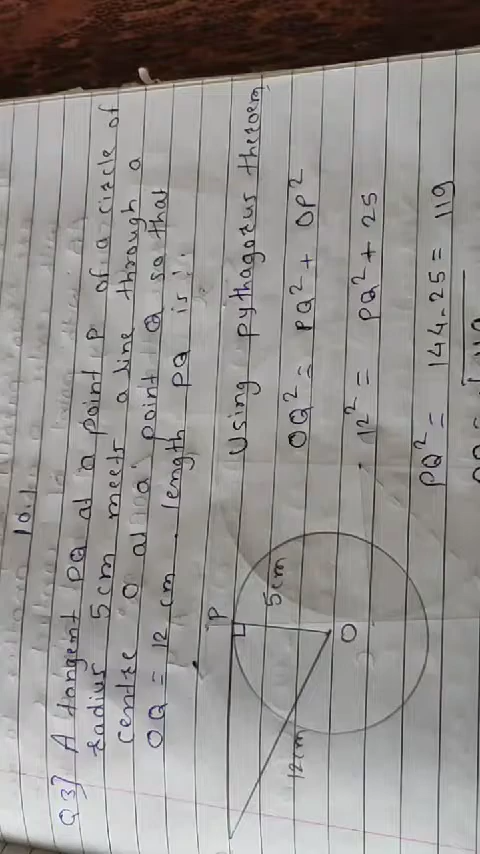 10.1
Q3] A tangent PQ at a point P of a circle of
radius 5cm meets a line through a
centre O at a point Q so that
OQ = 12 cm. length PQ is :.
P
5cm
O
12cm
Using pythagorus theorem
OQ² = PQ² + OP²
12² = PQ² + 25
PQ² = 144-25 = 119